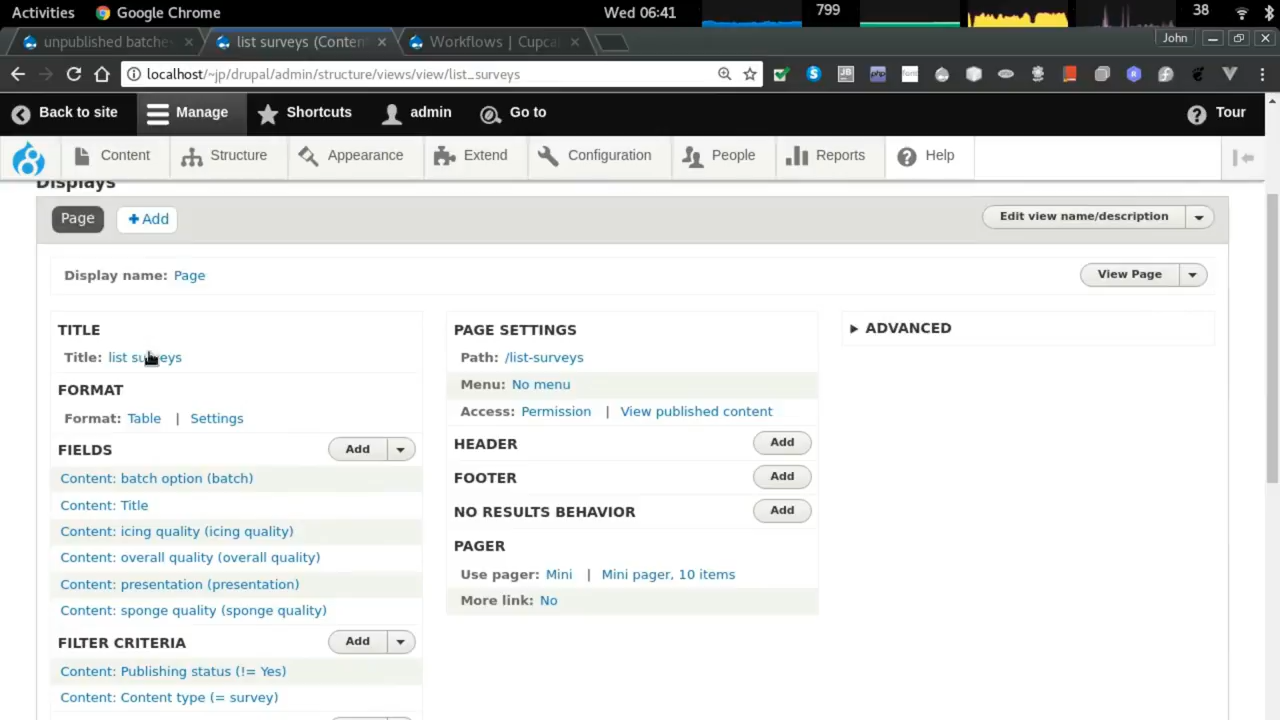 Activities Google Chrome Wed 06:41 799 38
unpublished batches list surveys (Conten Workflows | Cupca John
localhost/~jp/drupal/admin/structure/views/view/list_surveys
Back to site Manage Shortcuts admin Go to Tour
Content Structure Appearance Extend Configuration People Reports Help
Displays
Page + Add Edit view name/description
Display name: Page View Page
TITLE
Title: list surveys
FORMAT
Format: Table | Settings
FIELDS Add
Content: batch option (batch)
Content: Title
Content: icing quality (icing quality)
Content: overall quality (overall quality)
Content: presentation (presentation)
Content: sponge quality (sponge quality)
FILTER CRITERIA Add
Content: Publishing status (!= Yes)
Content: Content type (= survey)
PAGE SETTINGS
Path: /list-surveys
Menu: No menu
Access: Permission | View published content
HEADER Add
FOOTER Add
NO RESULTS BEHAVIOR Add
PAGER
Use pager: Mini | Mini pager, 10 items
More link: No
ADVANCED